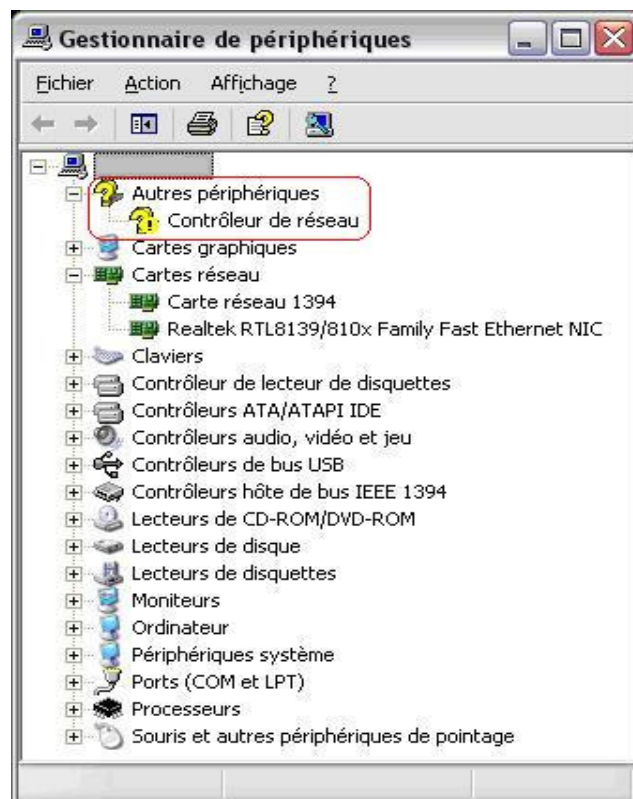 Gestionnaire de périphériques
Fichier Action Affichage ?
Autres périphériques
Contrôleur de réseau
Cartes graphiques
Cartes réseau
Carte réseau 1394
Realtek RTL8139/810x Family Fast Ethernet NIC
Claviers
Contrôleur de lecteur de disquettes
Contrôleurs ATA/ATAPI IDE
Contrôleurs audio, vidéo et jeu
Contrôleurs de bus USB
Contrôleurs hôte de bus IEEE 1394
Lecteurs de CD-ROM/DVD-ROM
Lecteurs de disque
Lecteurs de disquettes
Moniteurs
Ordinateur
Périphériques système
Ports (COM et LPT)
Processeurs
Souris et autres périphériques de pointage